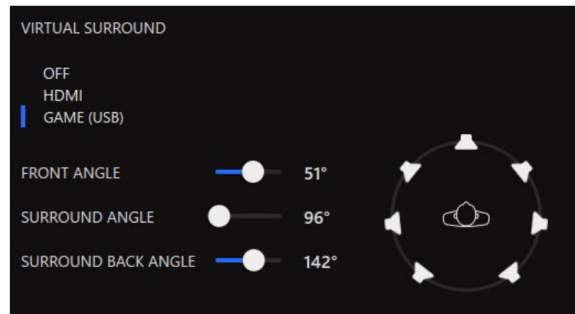 VIRTUAL SURROUND
OFF
HDMI
GAME (USB)
FRONT ANGLE 51°
SURROUND ANGLE 96°
SURROUND BACK ANGLE 142°